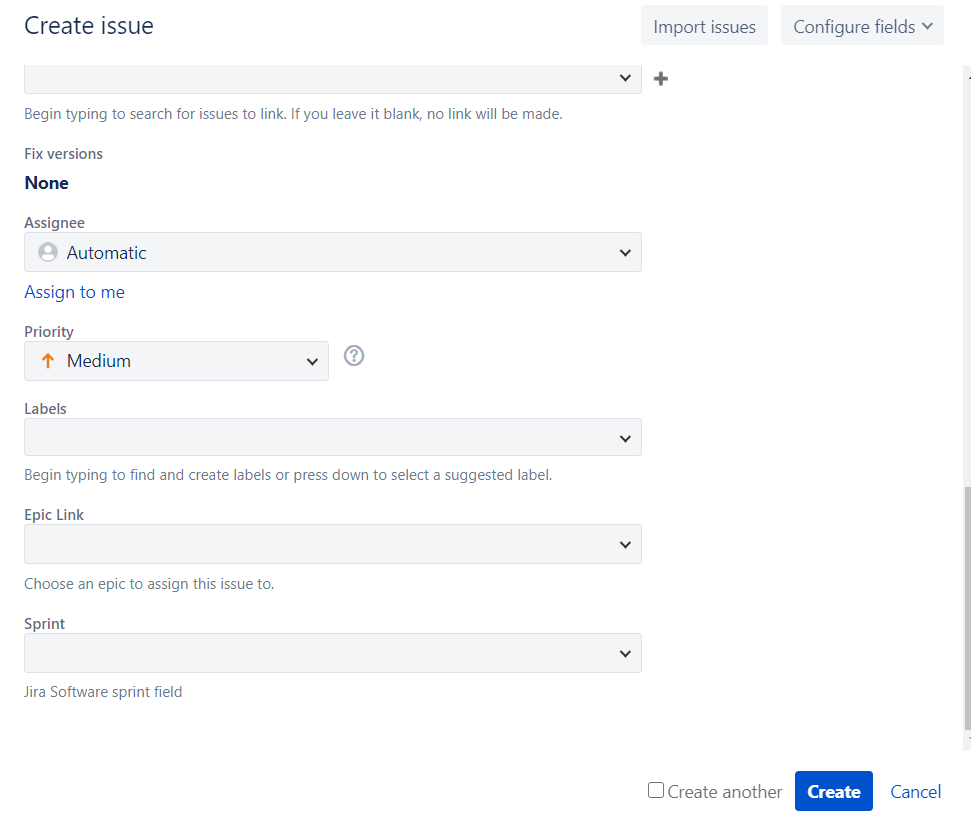 Create issue
Import issues
Configure fields
Begin typing to search for issues to link. If you leave it blank, no link will be made.
Fix versions
None
Assignee
Automatic
Assign to me
Priority
Medium
Labels
Begin typing to find and create labels or press down to select a suggested label.
Epic Link
Choose an epic to assign this issue to.
Sprint
Jira Software sprint field
Create another
Create
Cancel